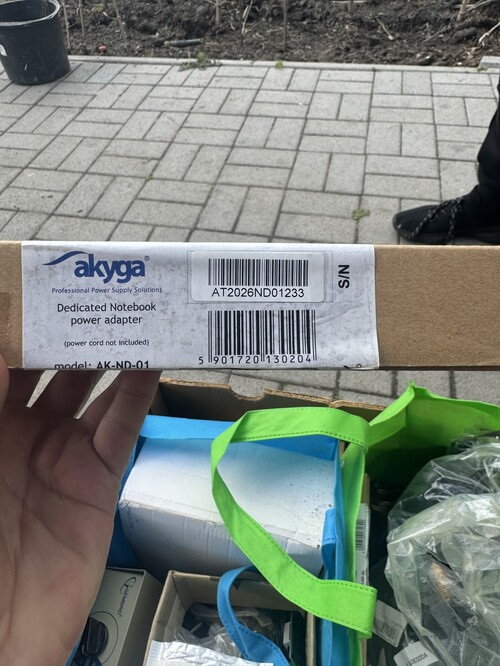 akyga®
Professional Power Supply Solutions
Dedicated Notebook
power adapter
(power cord not included)
model: AK-ND-01
AT2026ND01233
S/N
5 901720 130204